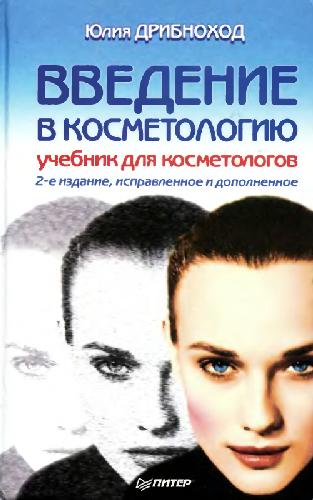 Юлия ДРИБНОХОД
ВВЕДЕНИЕ
В КОСМЕТОЛОГИЮ
учебник для косметологов
2-е издание, исправленное и дополненное
ПИТЕР